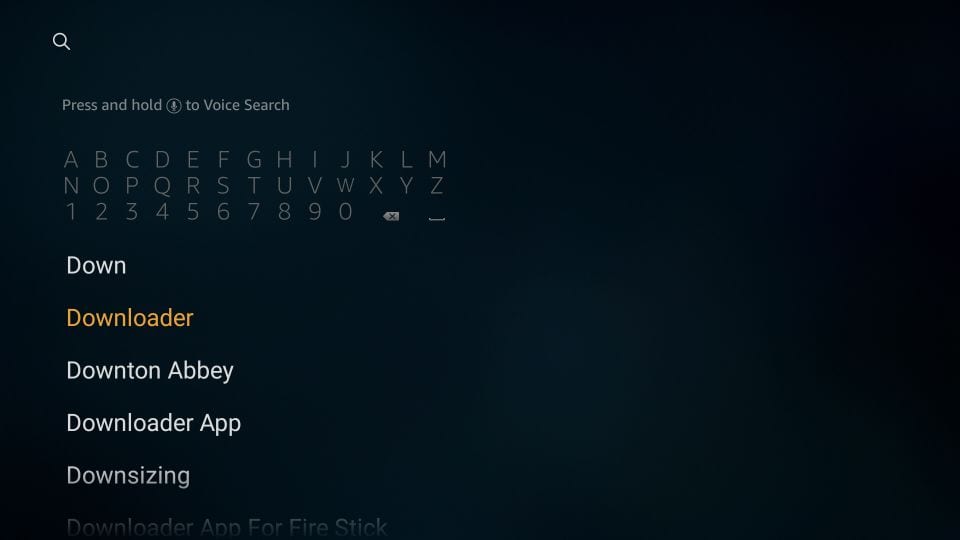 Press and hold to Voice Search
A B C D E F G H I J K L M
N O P Q R S T U V W X Y Z
1 2 3 4 5 6 7 8 9 0
Down
Downloader
Downton Abbey
Downloader App
Downsizing
Downloader App For Fire Stick